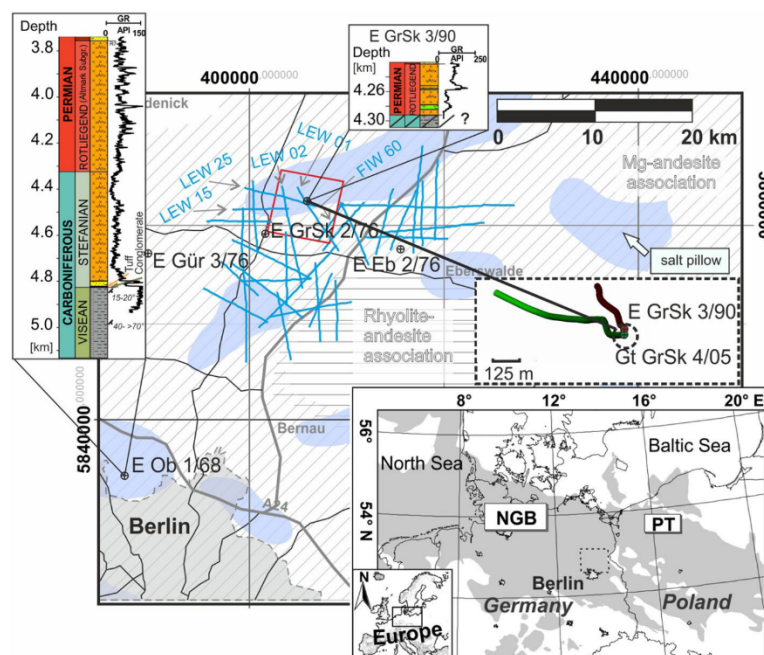 Depth
GR
API
0 150
3.8
4.0
4.2
4.4
4.6
4.8
5.0
[km]
PERMIAN
ROTLIEGEND (Altmark Subgr.)
CARBONIFEROUS
STEFANIAN
VISEAN
Tuff
Conglomerate
15-20°
40->70°
E GrSk 3/90
Depth
[km]
GR
API
0 250
4.26
4.30
PERMIAN
ROTLIEGEND
?
400000
,000000
440000
,000000
denick
LEW 25
LEW 15
LEW 02
LEW 01
FIW 60
0 10 20 km
Mg-andesite
association
salt pillow
E GrSk 2/76
E Gür 3/76
E Eb 2/76
Eberswalde
Rhyolite-
andesite
association
E GrSk 3/90
Gt GrSk 4/05
125 m
5840000
,000000
Bernau
E Ob 1/68
A24
Berlin
8° 12° 16° 20° E
56°
54° N
North Sea
Baltic Sea
NGB
PT
Berlin
Germany
Poland
N
Europe